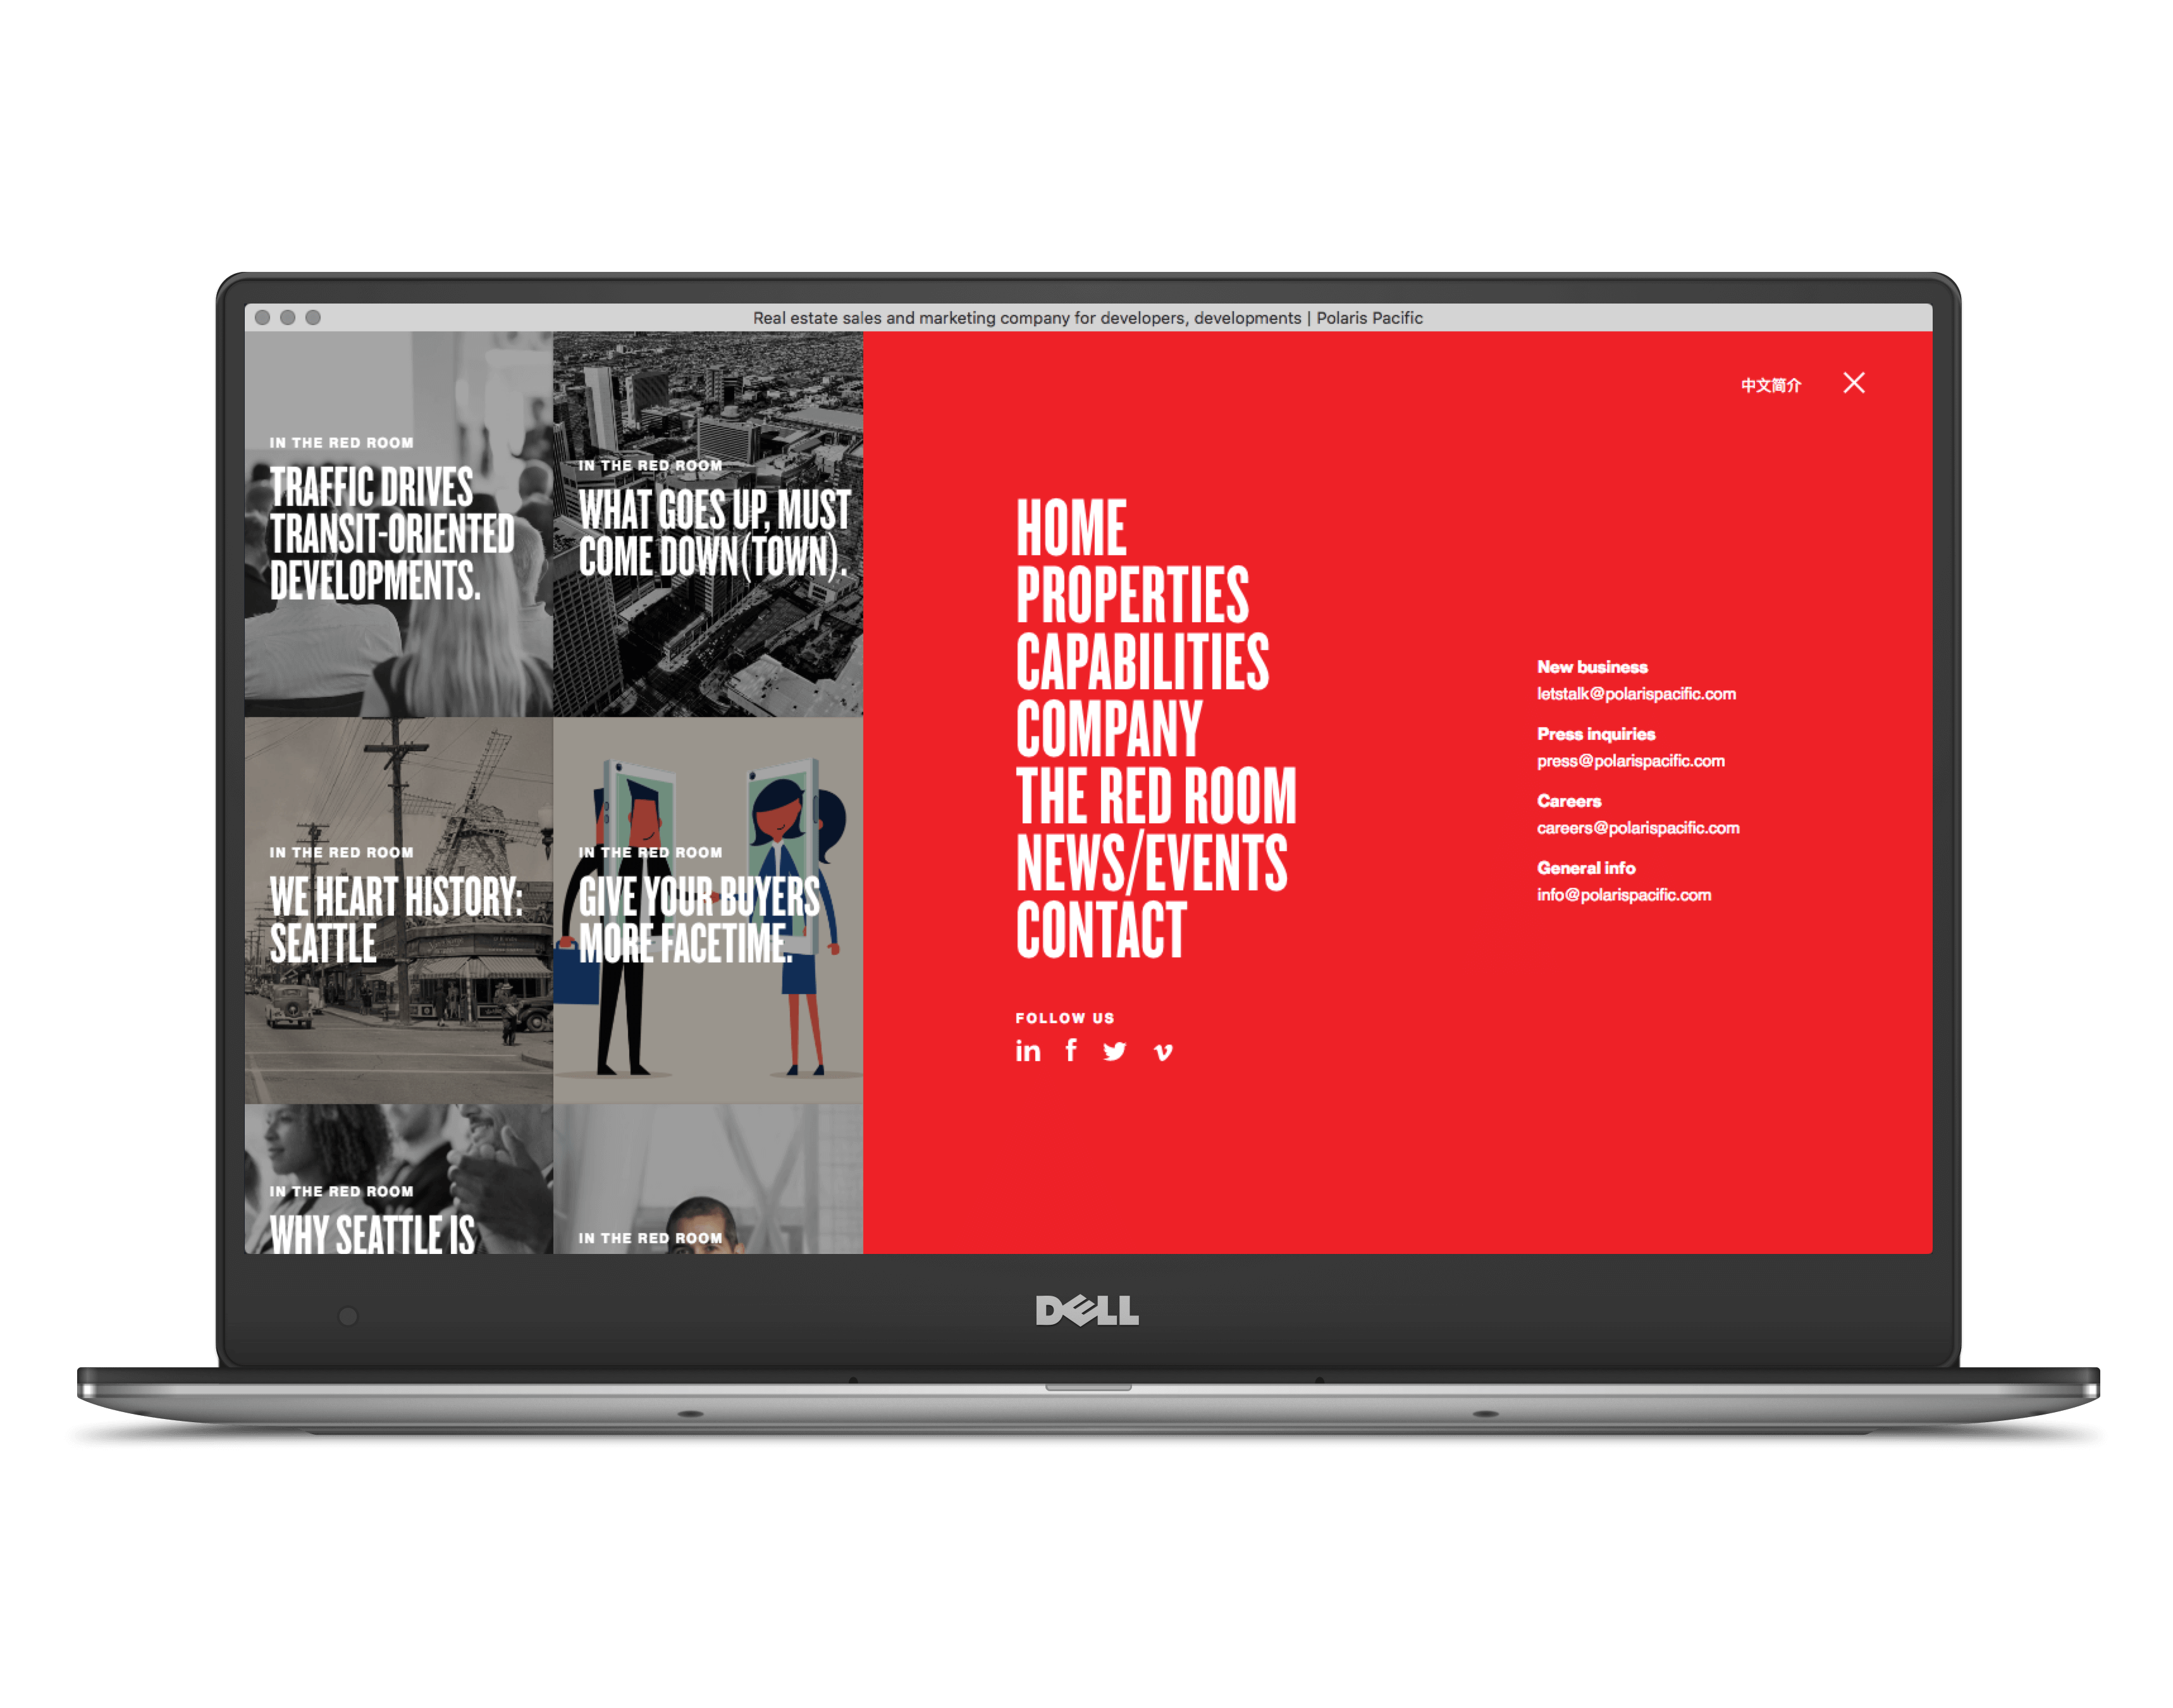 Real estate sales and marketing company for developers, developments | Polaris Pacific
IN THE RED ROOM
TRAFFIC DRIVES
TRANSIT-ORIENTED
DEVELOPMENTS.
IN THE RED ROOM
WHAT GOES UP, MUST
COME DOWN(TOWN).
IN THE RED ROOM
WE HEART HISTORY:
SEATTLE
IN THE RED ROOM
GIVE YOUR BUYERS
MORE FACETIME.
IN THE RED ROOM
WHY SEATTLE IS
IN THE RED ROOM
中文简介
HOME
PROPERTIES
CAPABILITIES
COMPANY
THE RED ROOM
NEWS/EVENTS
CONTACT
FOLLOW US
in f
New business
letstalk@polarispacific.com
Press inquiries
press@polarispacific.com
Careers
careers@polarispacific.com
General info
info@polarispacific.com
DELL